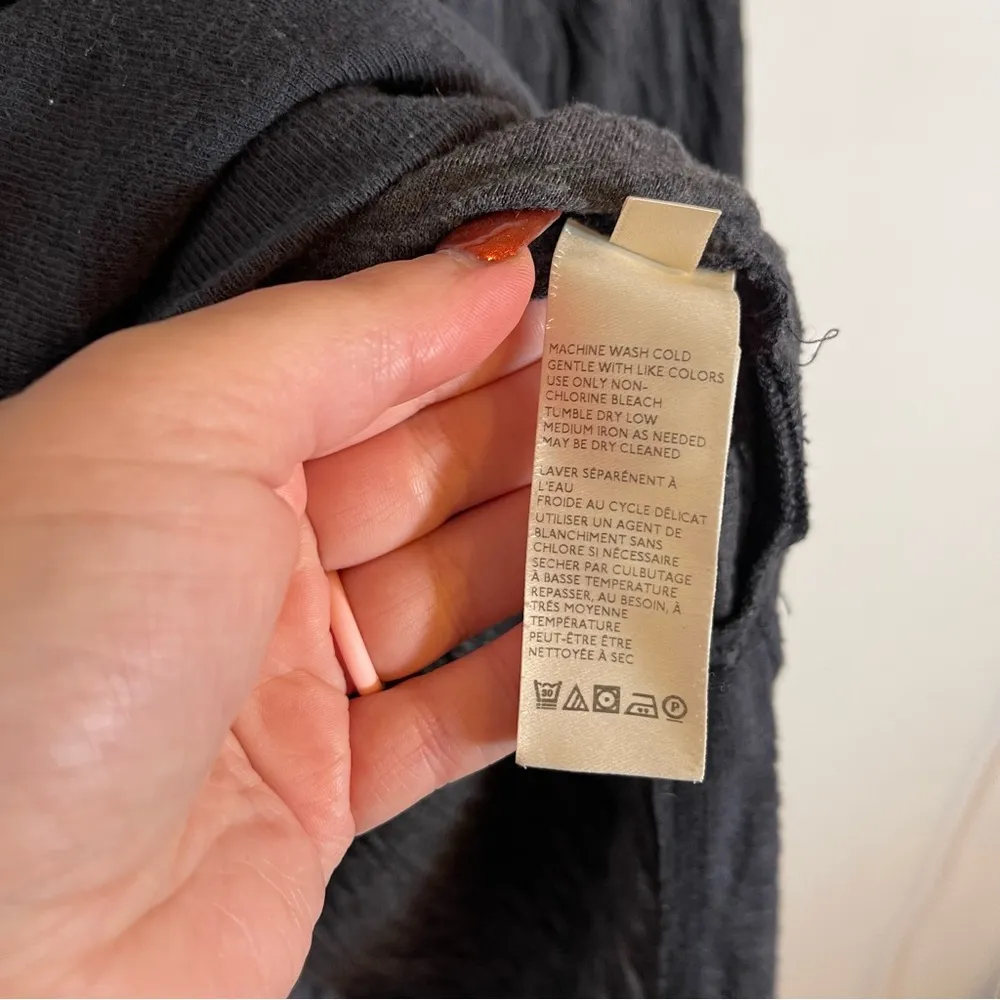 MACHINE WASH COLD
GENTLE WITH LIKE COLORS
USE ONLY NON-
CHLORINE BLEACH
TUMBLE DRY LOW
MEDIUM IRON AS NEEDED
MAY BE DRY CLEANED
LAVER SÉPARÉNENT À
L'EAU
FROIDE AU CYCLE DÉLICAT
UTILISER UN AGENT DE
BLANCHIMENT SANS
CHLORE SI NÉCESSAIRE
SECHER PAR CULBUTAGE
À BASSE TEMPERATURE
REPASSER, AU BESOIN, À
TRÉS MOYENNE
TEMPÉRATURE
PEUT-ÊTRE ÊTRE
NETTOYÉE À SEC
30 P